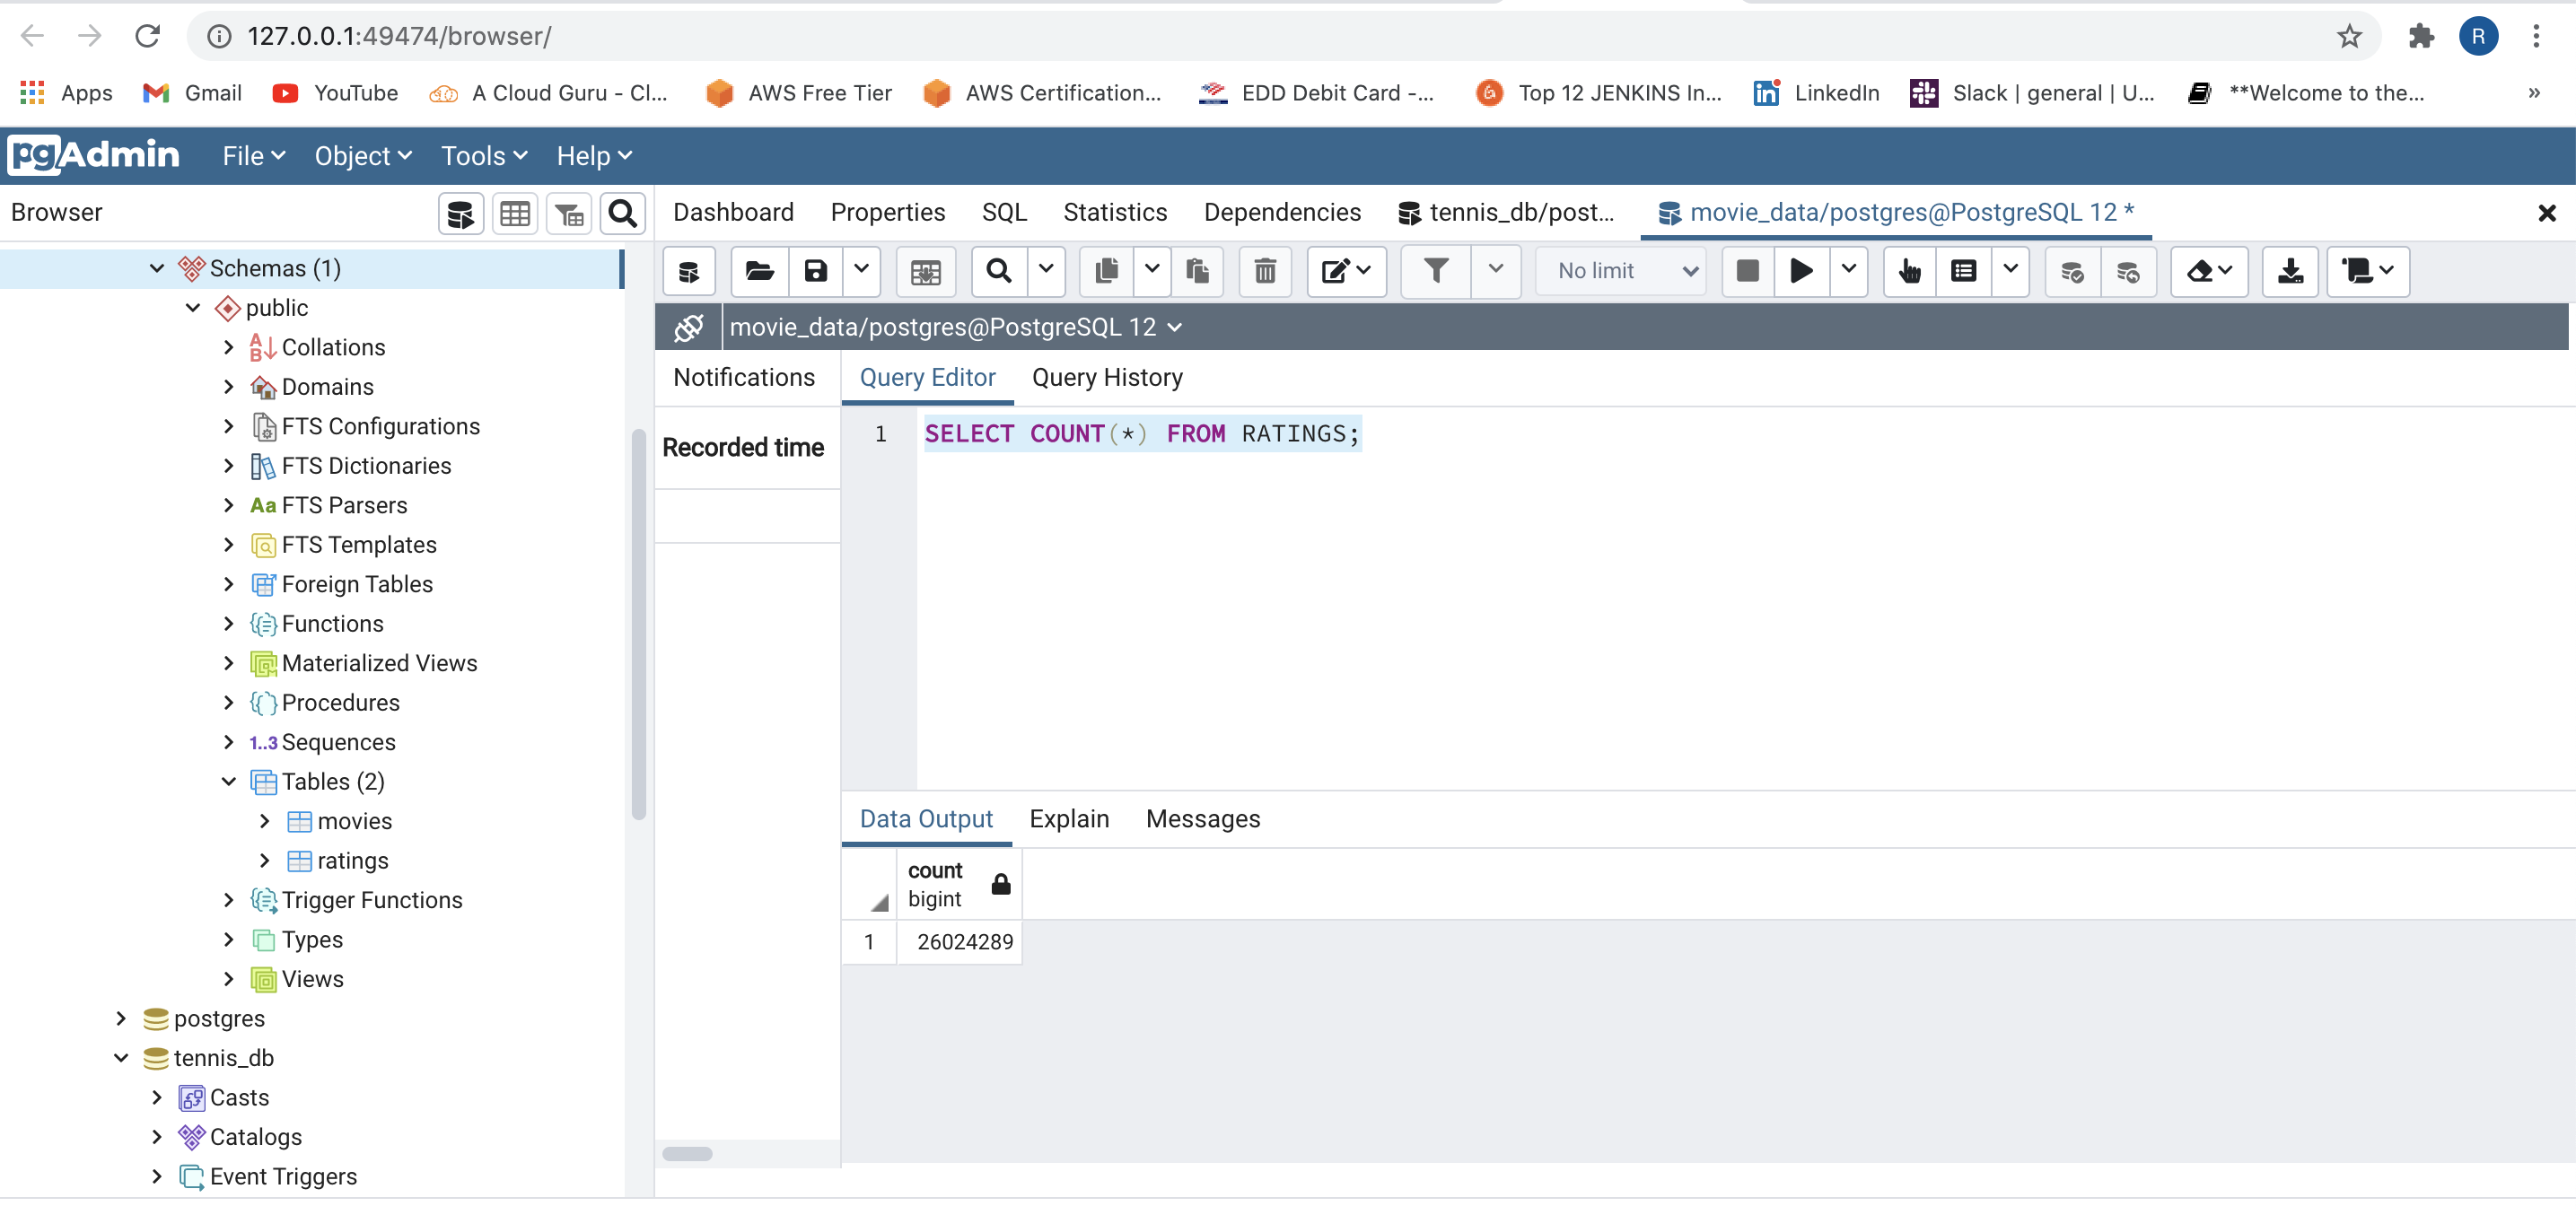 127.0.0.1:49474/browser/
R
Apps
Gmail
YouTube
A Cloud Guru - Cl...
AWS Free Tier
AWS Certification...
EDD Debit Card -...
Top 12 JENKINS In...
LinkedIn
Slack | general | U...
**Welcome to the...
»
pgAdmin
File
Object
Tools
Help
Browser
Dashboard
Properties
SQL
Statistics
Dependencies
tennis_db/post...
movie_data/postgres@PostgreSQL 12 *
No limit
movie_data/postgres@PostgreSQL 12
Schemas (1)
public
Collations
Domains
FTS Configurations
FTS Dictionaries
Aa FTS Parsers
FTS Templates
Foreign Tables
Functions
Materialized Views
Procedures
1..3 Sequences
Tables (2)
movies
ratings
Trigger Functions
Types
Views
postgres
tennis_db
Casts
Catalogs
Event Triggers
Notifications
Recorded time
Query Editor
Query History
1 SELECT COUNT(*) FROM RATINGS;
Data Output
Explain
Messages
count
bigint
1 26024289